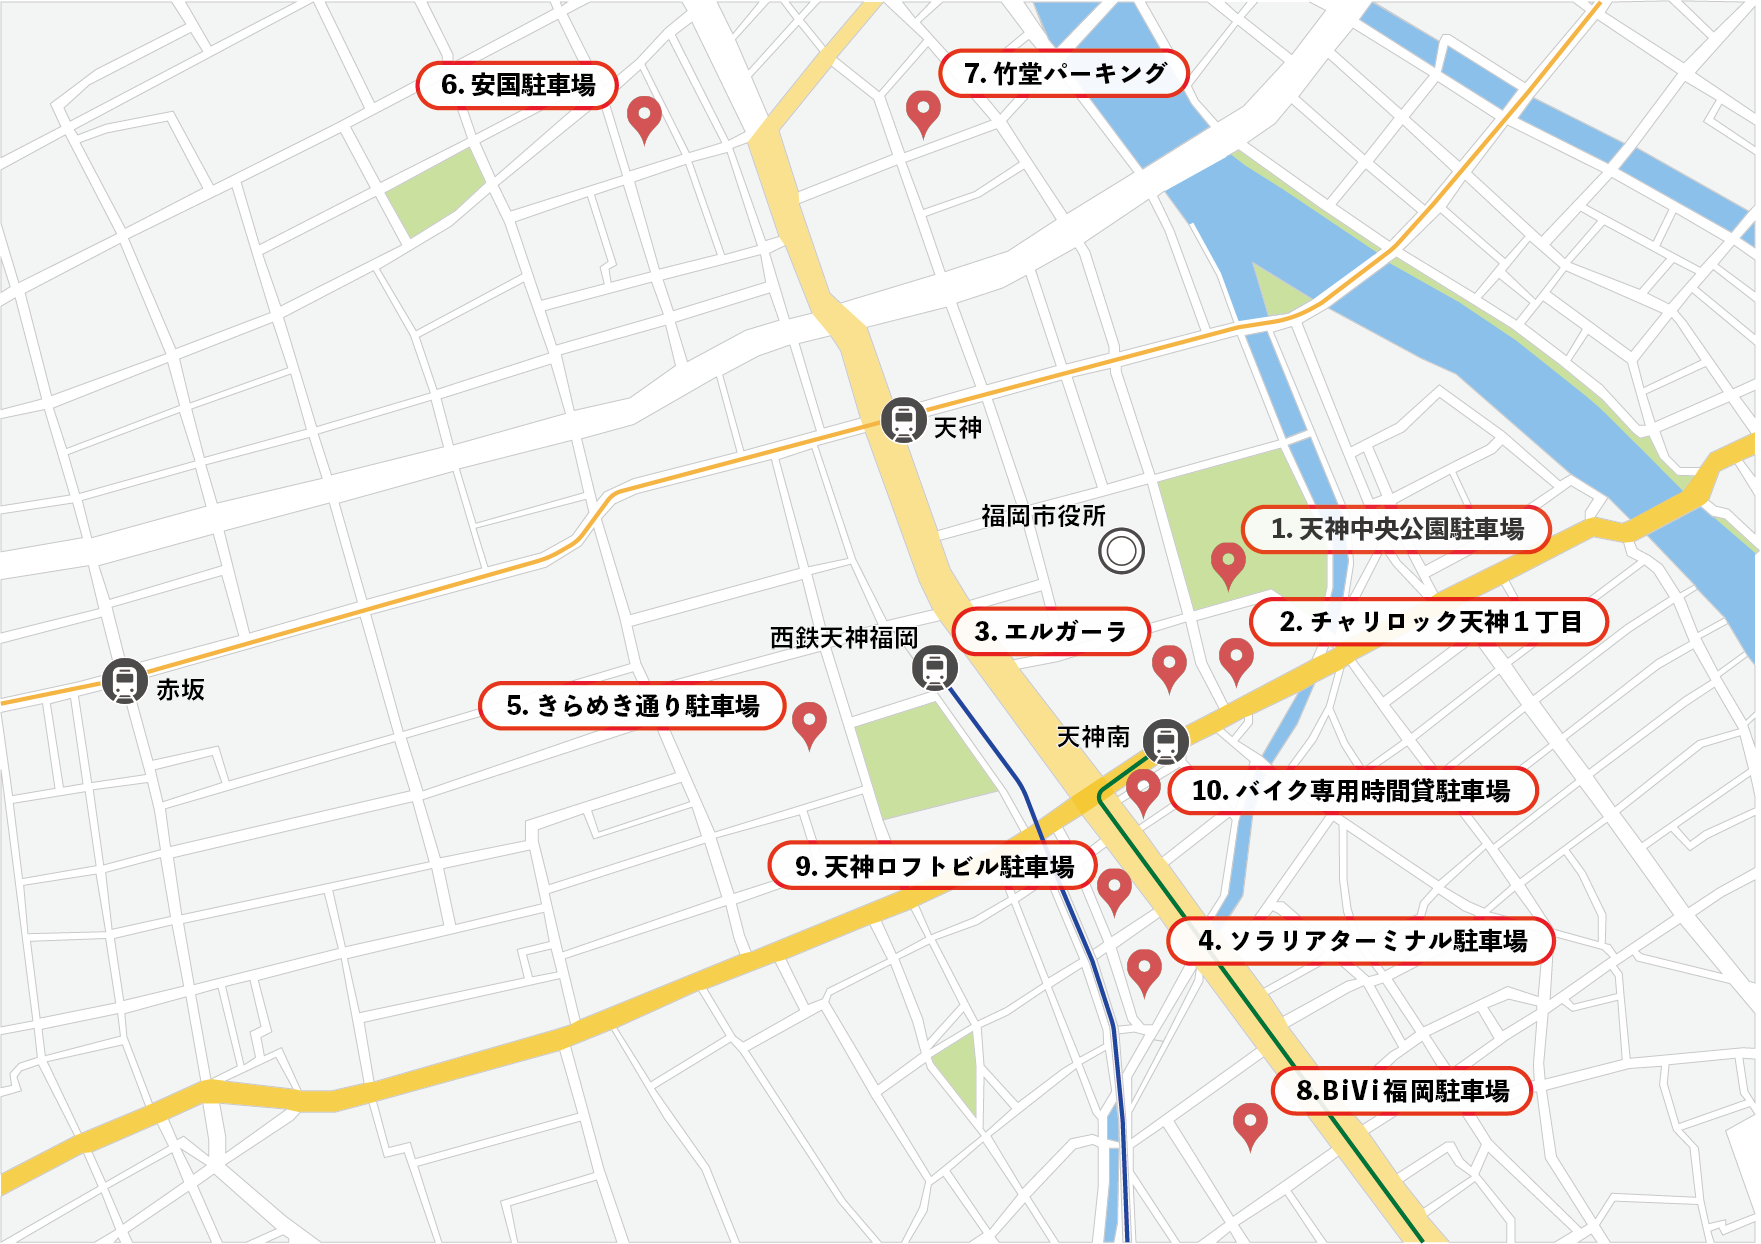 6. 安国駐車場
7. 竹堂パーキング
天神
福岡市役所
1. 天神中央公園駐車場
2. チャリロック天神１丁目
3. エルガーラ
西鉄天神福岡
赤坂
5. きらめき通り駐車場
天神南
10. バイク専用時間貸駐車場
9. 天神ロフトビル駐車場
4. ソラリアターミナル駐車場
8.BiVi福岡駐車場